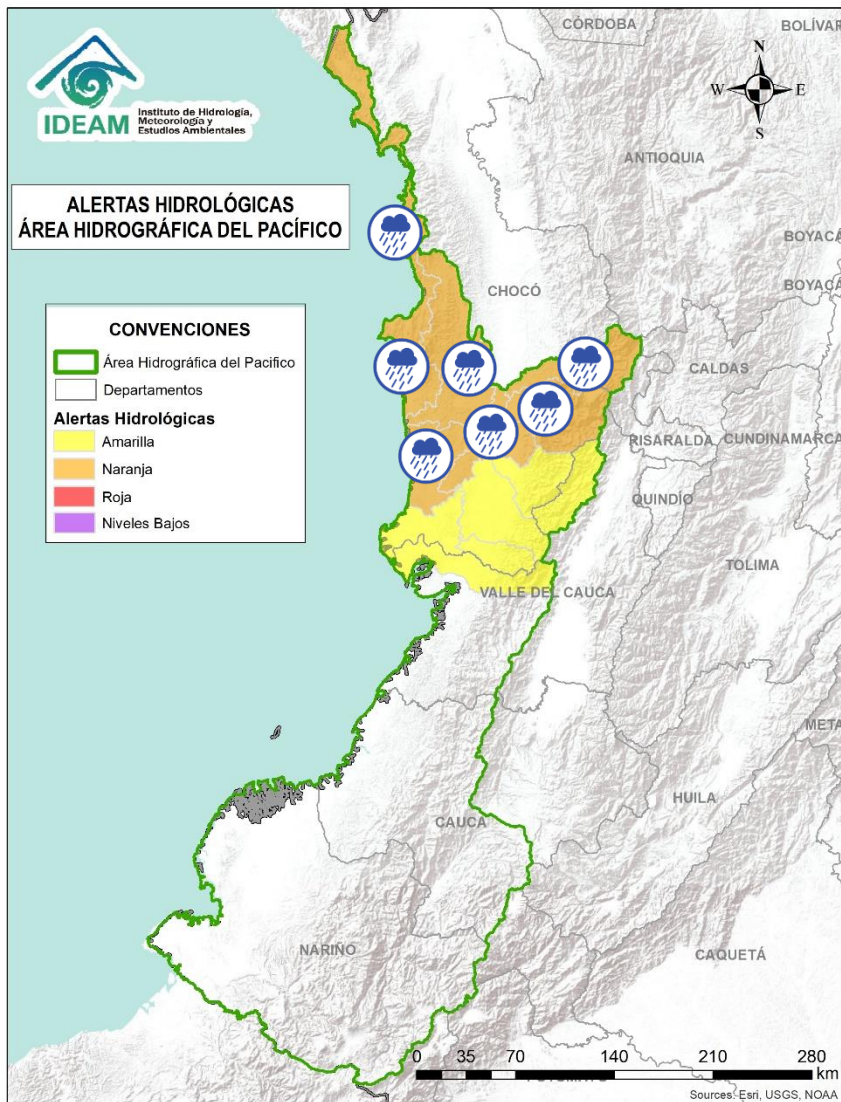 CÓRDOBA
BOLÍVAR
IDEAM
Instituto de Hidrología,
Meteorología y
Estudios Ambientales
N
W
E
S
ANTIOQUIA
ALERTAS HIDROLÓGICAS
ÁREA HIDROGRÁFICA DEL PACÍFICO
BOYACÁ
BOYACÁ
CHOCÓ
CONVENCIONES
Área Hidrográfica del Pacifico
Departamentos
Alertas Hidrológicas
Amarilla
Naranja
Roja
Niveles Bajos
CALDAS
RISARALDA
CUNDINAMARCA
QUINDÍO
TOLIMA
VALLE DEL CAUCA
META
HUILA
CAUCA
NARIÑO
CAQUETÁ
0 35 70 140 210 280
km
Sources: Esri, USGS, NOAA